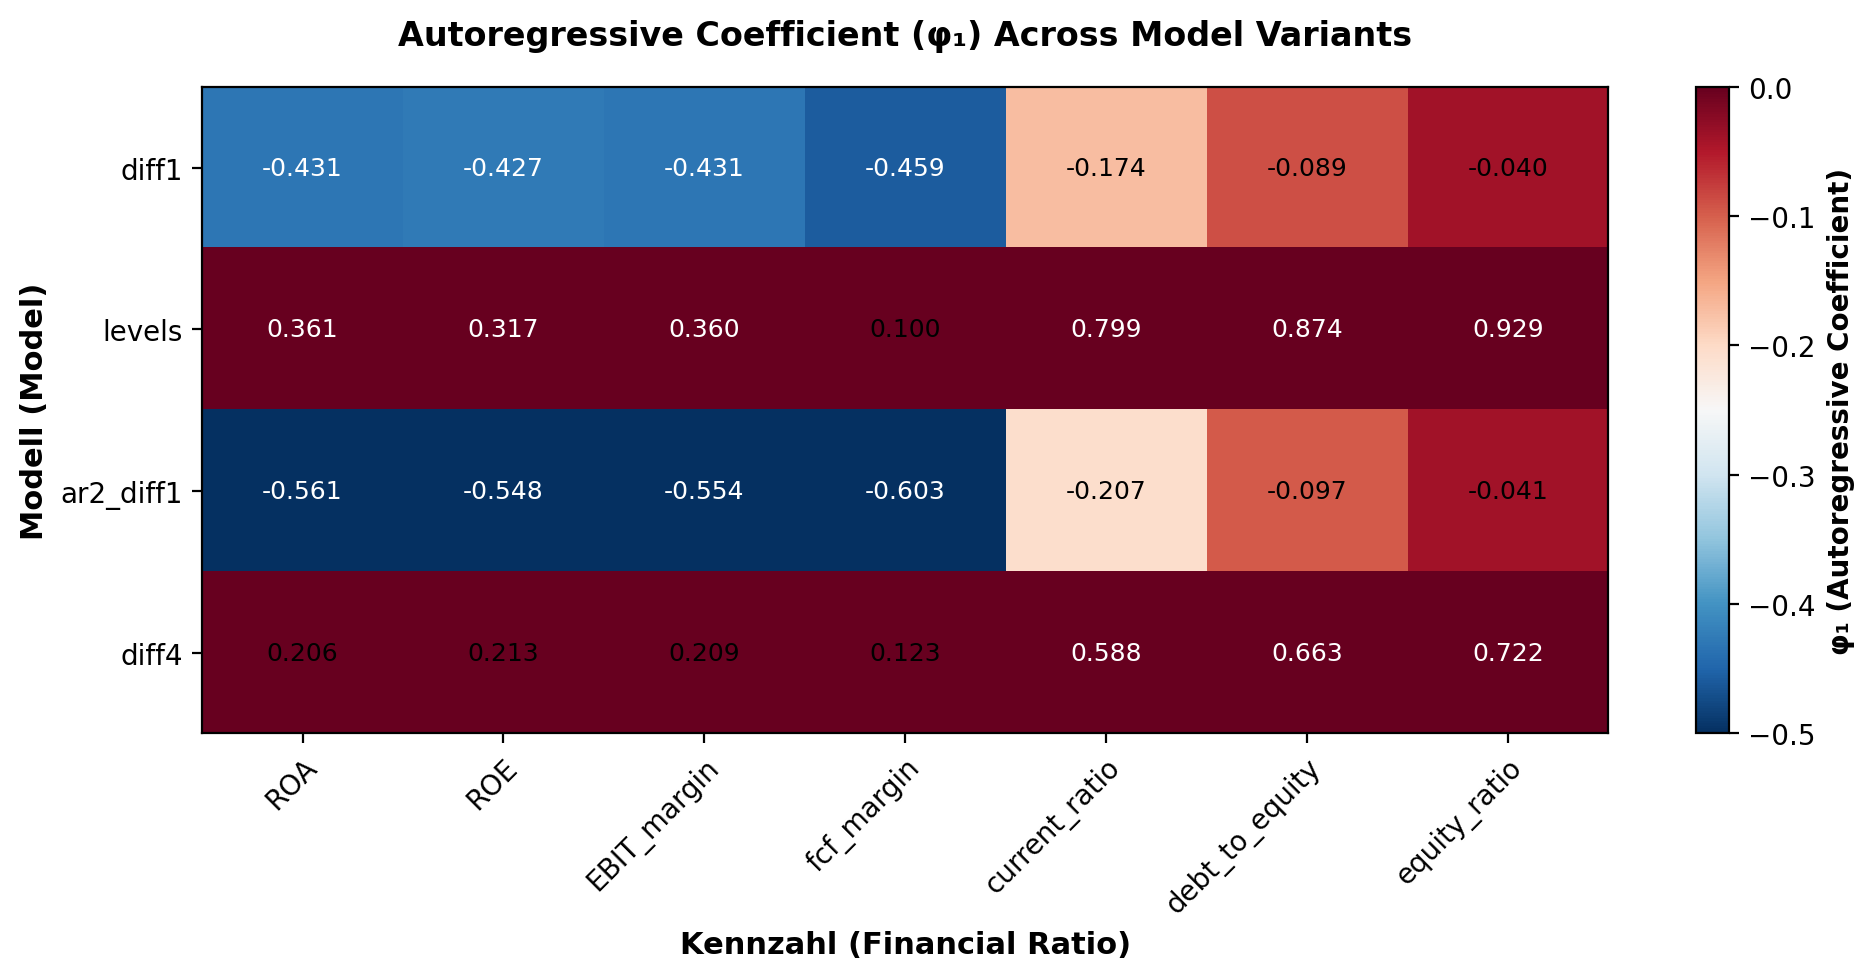 Autoregressive Coefficient (φ₁) Across Model Variants
Modell (Model)
diff1 -0.431 -0.427 -0.431 -0.459 -0.174 -0.089 -0.040
levels 0.361 0.317 0.360 0.100 0.799 0.874 0.929
ar2_diff1 -0.561 -0.548 -0.554 -0.603 -0.207 -0.097 -0.041
diff4 0.206 0.213 0.209 0.123 0.588 0.663 0.722
ROA
ROE
EBIT_margin
fcf_margin
current_ratio
debt_to_equity
equity_ratio
Kennzahl (Financial Ratio)
0.0
−0.1
−0.2
−0.3
−0.4
−0.5
φ₁ (Autoregressive Coefficient)